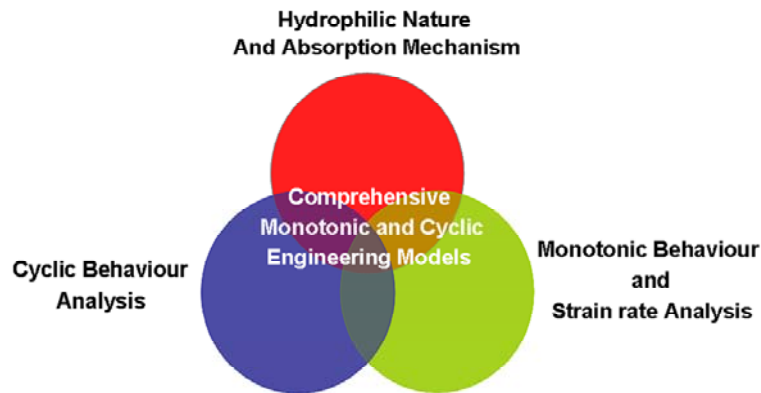 Hydrophilic Nature
And Absorption Mechanism
Comprehensive
Monotonic and Cyclic
Engineering Models
Cyclic Behaviour
Analysis
Monotonic Behaviour
and
Strain rate Analysis